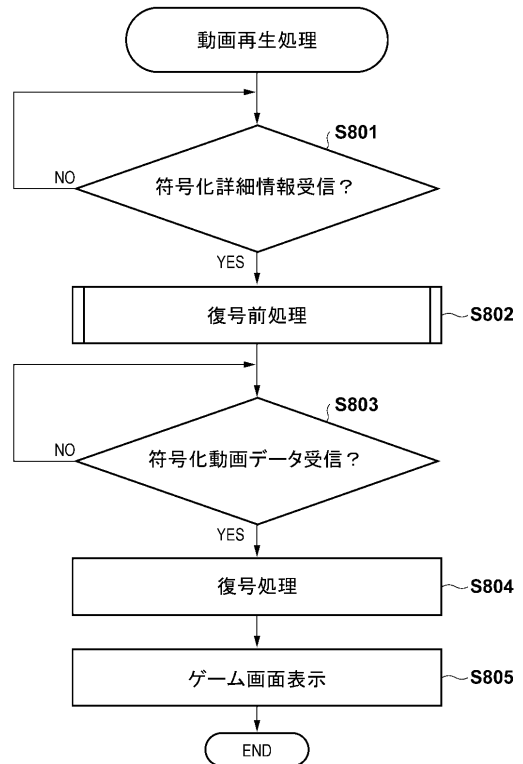 動画再生処理
S801
符号化詳細情報受信？
NO
YES
復号前処理
S802
S803
符号化動画データ受信？
NO
YES
復号処理
S804
ゲーム画面表示
S805
END